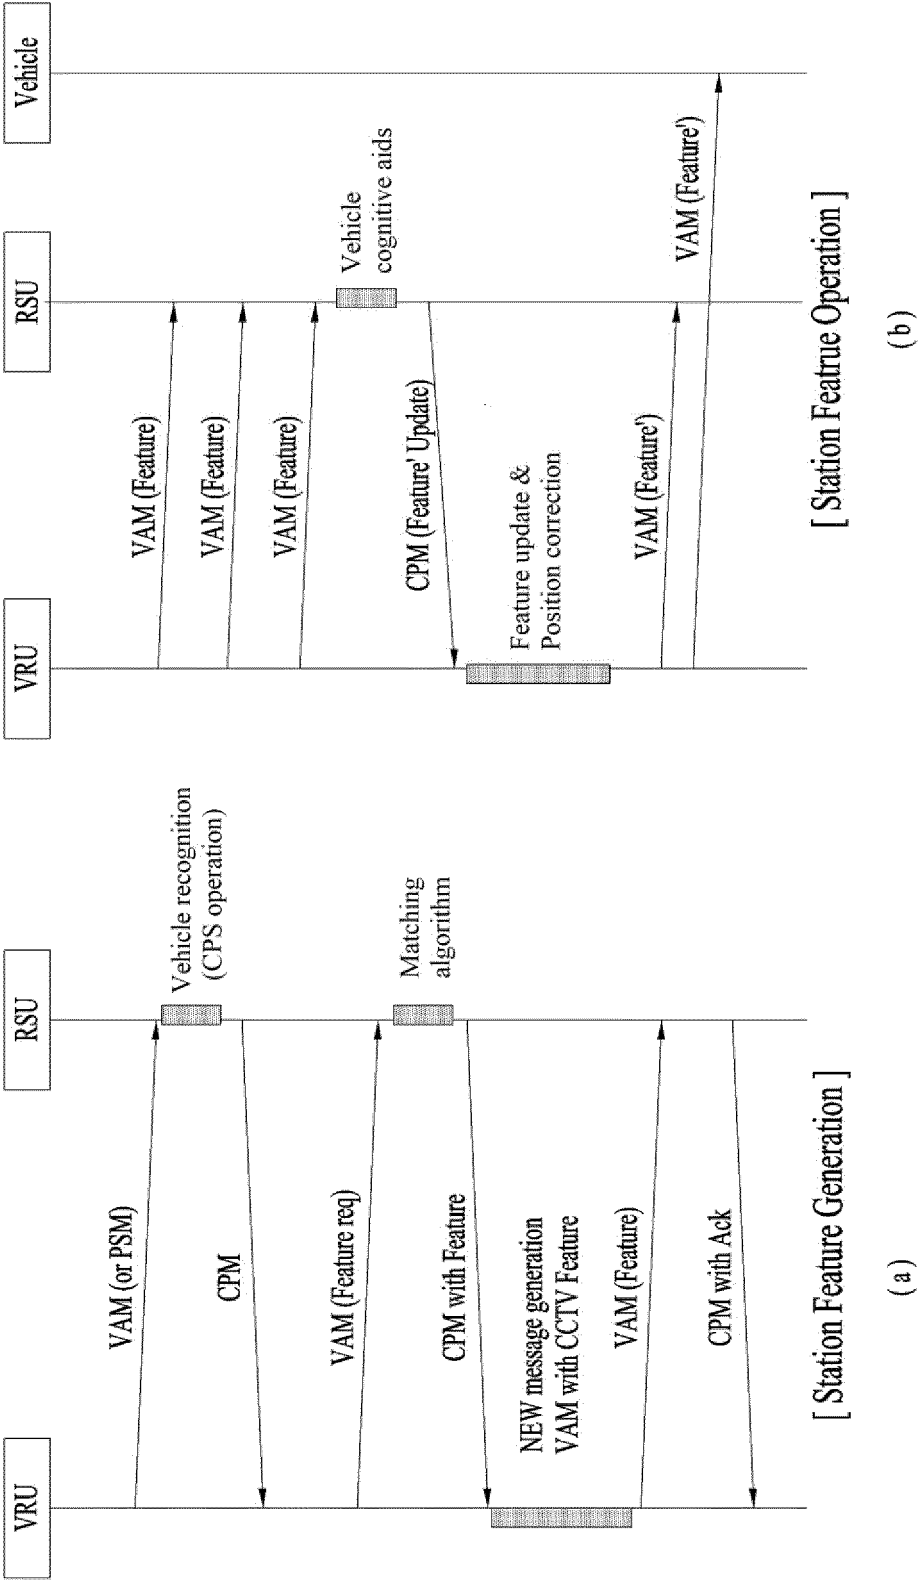 VRU
RSU
VAM (or PSM)
Vehicle recognition
(CPS operation)
CPM
VAM (Feature req)
Matching
algorithm
CPM with Feature
NEW message generation
VAM with CCTV Feature
VAM (Feature)
CPM with Ack
[ Station Feature Generation ]
( a )
VRU
RSU
Vehicle
VAM (Feature)
VAM (Feature)
VAM (Feature)
Vehicle
cognitive aids
CPM (Feature' Update)
Feature update &
Position correction
VAM (Feature')
VAM (Feature')
[ Station Featrue Operation ]
( b )